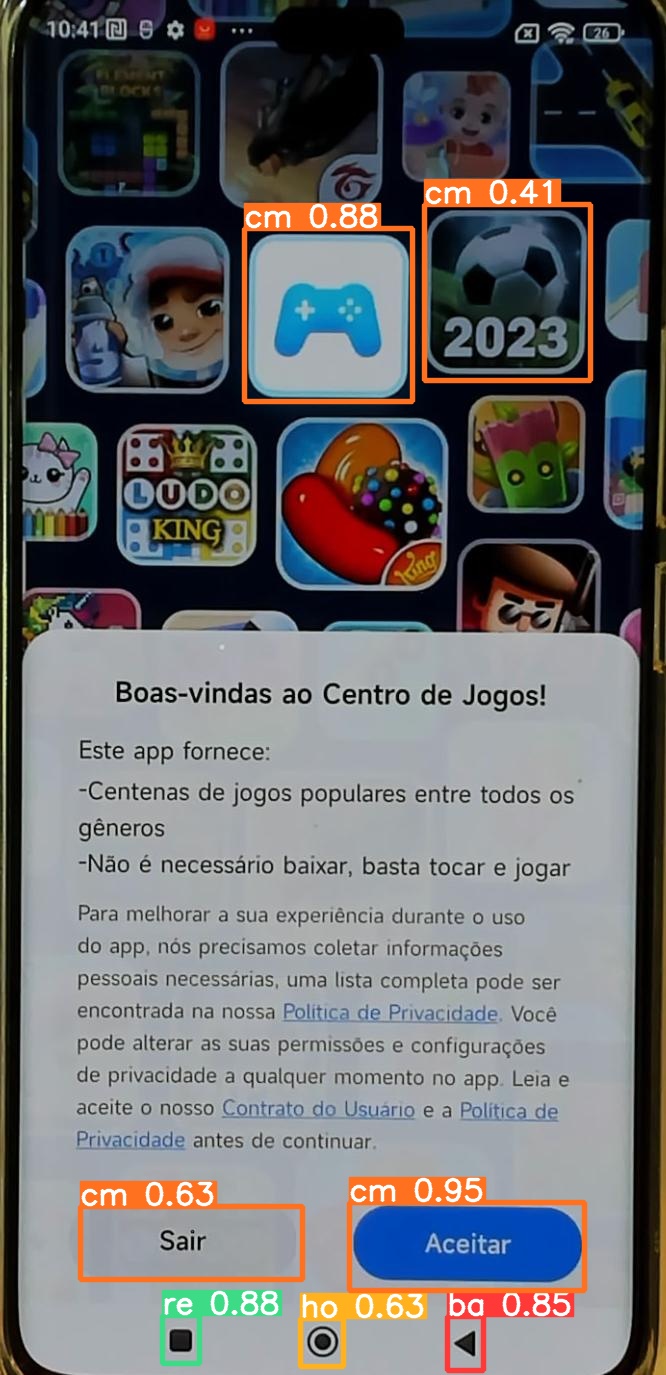 10:41
26
ELEMENT
BLOCKS
cm 0.88
cm 0.41
2023
LUDO
KING
King
Boas-vindas ao Centro de Jogos!
Este app fornece:
-Centenas de jogos populares entre todos os
gêneros
-Não é necessário baixar, basta tocar e jogar
Para melhorar a sua experiência durante o uso
do app, nós precisamos coletar informações
pessoais necessárias, uma lista completa pode ser
encontrada na nossa Política de Privacidade. Você
pode alterar as suas permissões e configurações
de privacidade a qualquer momento no app. Leia e
aceite o nosso Contrato do Usuário e a Política de
Privacidade antes de continuar.
cm 0.63
cm 0.95
Sair
Aceitar
re 0.88
ho 0.63
ba 0.85